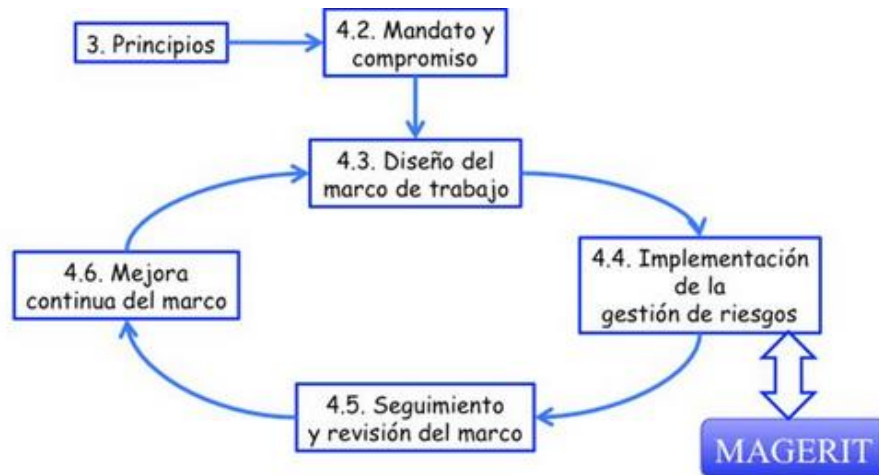 3. Principios
4.2. Mandato y
compromiso
4.3. Diseño del
marco de trabajo
4.6. Mejora
continua del marco
4.4. Implementación
de la
gestión de riesgos
4.5. Seguimiento
y revisión del marco
MAGERIT